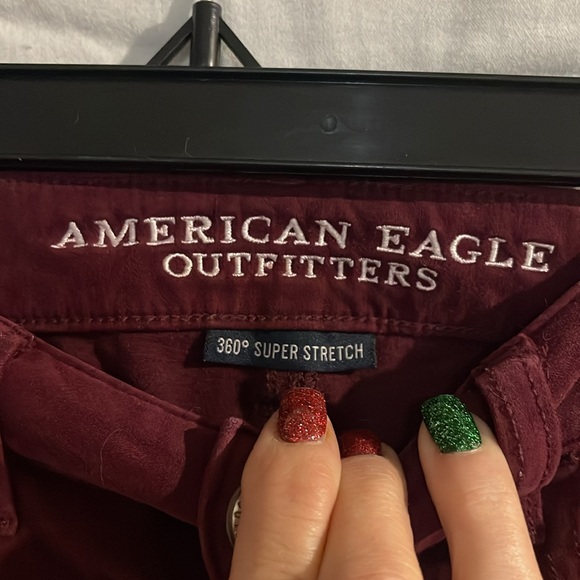 AMERICAN EAGLE
OUTFITTERS
360° SUPER STRETCH